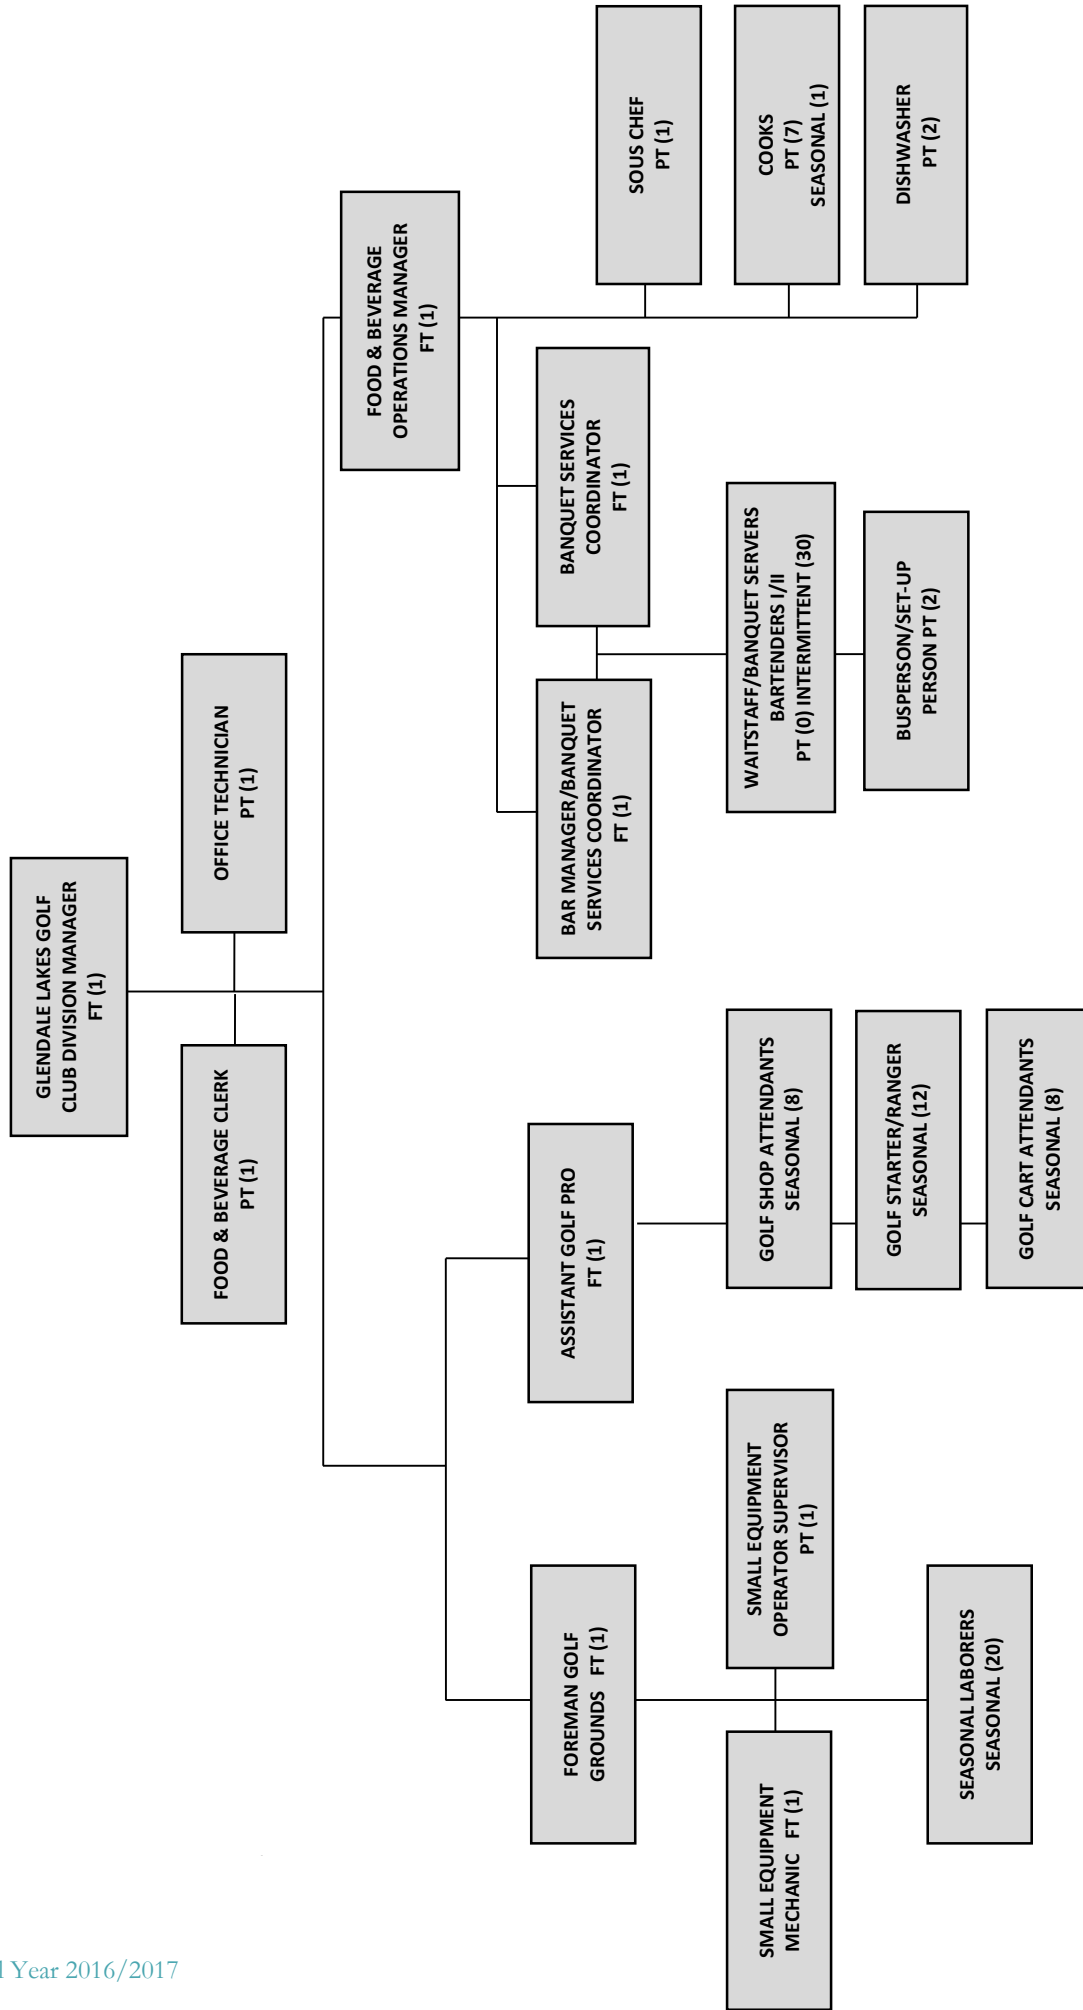 GLENDALE LAKES GOLF
CLUB DIVISION MANAGER
FT (1)
FOOD & BEVERAGE CLERK
PT (1)
OFFICE TECHNICIAN
PT (1)
FOOD & BEVERAGE
OPERATIONS MANAGER
FT (1)
FOREMAN GOLF
GROUNDS FT (1)
ASSISTANT GOLF PRO
FT (1)
BAR MANAGER/BANQUET
SERVICES COORDINATOR
FT (1)
BANQUET SERVICES
COORDINATOR
FT (1)
SOUS CHEF
PT (1)
SMALL EQUIPMENT
MECHANIC FT (1)
SMALL EQUIPMENT
OPERATOR SUPERVISOR
PT (1)
GOLF SHOP ATTENDANTS
SEASONAL (8)
WAITSTAFF/BANQUET SERVERS
BARTENDERS I/II
PT (0) INTERMITTENT (30)
COOKS
PT (7)
SEASONAL (1)
GOLF STARTER/RANGER
SEASONAL (12)
BUSPERSON/SET-UP
PERSON PT (2)
DISHWASHER
PT (2)
SEASONAL LABORERS
SEASONAL (20)
GOLF CART ATTENDANTS
SEASONAL (8)
Year 2016/2017